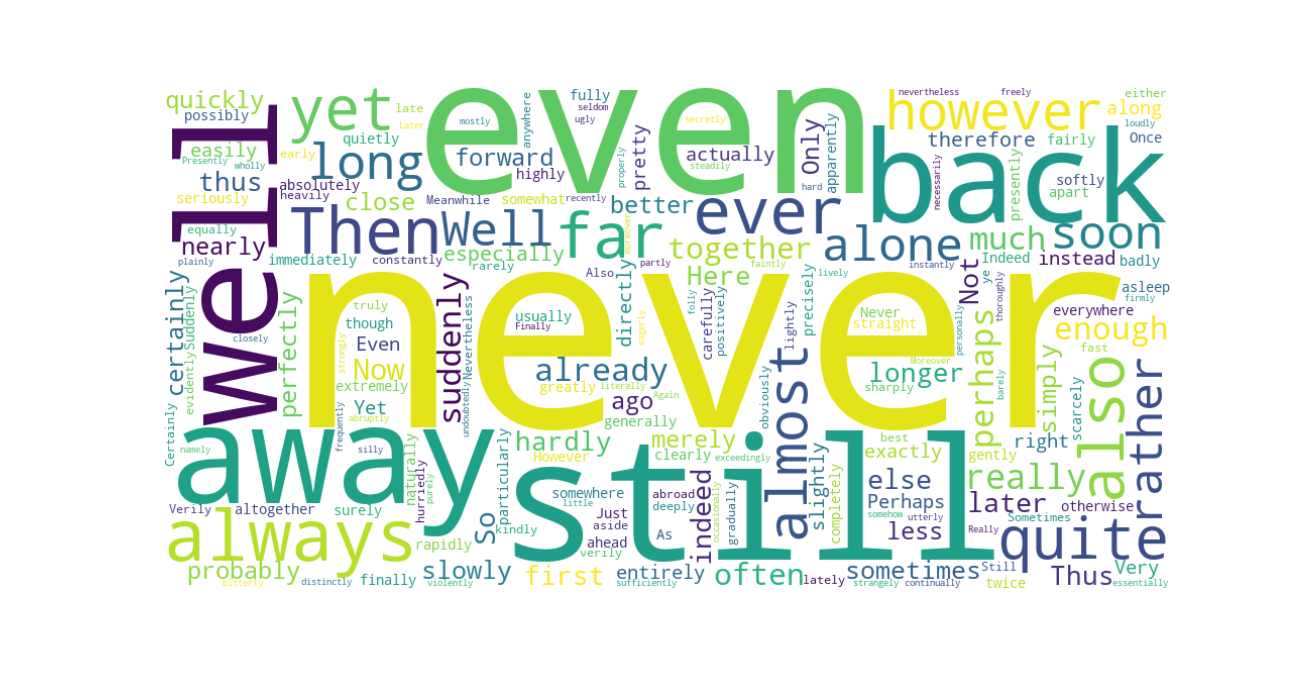 never
even
still
well
back
away
always
yet
however
long
Then
Well
far
ever
alone
soon
also
rather
quite
almost
quickly
possibly
easily
thus
Presently
wholly
seriously
equally
nearly
plainly
early
absolutely
heavily
immediately
constantly
late
Later
quietly
close
Meanwhile
especially
rarely
forward
highly
somewhat
recently
mostly
anywhere
fully
seldom
ugly
properly
pretty
better
together
Here
Also
partly
faintly
secretly
actually
steadily
hard
Only
apparently
lively
instantly
nevertheless
freely
therefore
necessarily
presently
much
Indeed
instead
badly
along
either
loudly
Once
fairly
softly
apart
Not
ye
thoroughly
asleep
firmly
everywhere
enough
fast
certainly
Suddenly
evidently
closely
perfectly
truly
though
Even
strongly
Now
extremely
Yet
abruptly
frequently
silly
suddenly
Nevertheless
undoubtedly
usually
Finally
folly
already
greatly
literally
Again
ago
generally
directly
eagerly
moreover
carefully
positively
precisely
lightly
obviously
Never
straight
personally
Moreover
longer
sharply
barely
perhaps
simply
scarcely
right
gently
really
best
exactly
else
Perhaps
less
later
otherwise
Sometimes
Really
somehow
utterly
completely
slightly
hardly
However
merely
clearly
exceedingly
somewhere
little
abroad
deeply
Just
aside
As
ahead
verily
indeed
occasionally
gradually
So
particularly
kindly
naturally
hurriedly
purely
Certainly
namely
Verily
altogether
surely
rapidly
probably
bitterly
distinctly
finally
slowly
violently
first
entirely
sufficiently
often
lately
sometimes
strangely
continually
Still
twice
Thus
Very
essentially